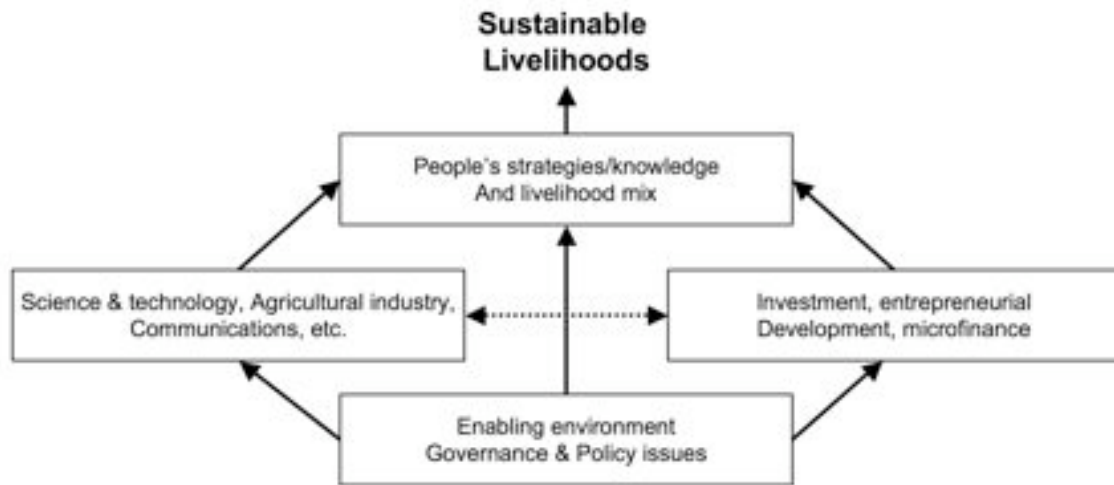 Sustainable
Livelihoods
People's strategies/knowledge
And livelihood mix
Science & technology, Agricultural industry,
Communications, etc.
Investment, entrepreneurial
Development, microfinance
Enabling environment
Governance & Policy issues